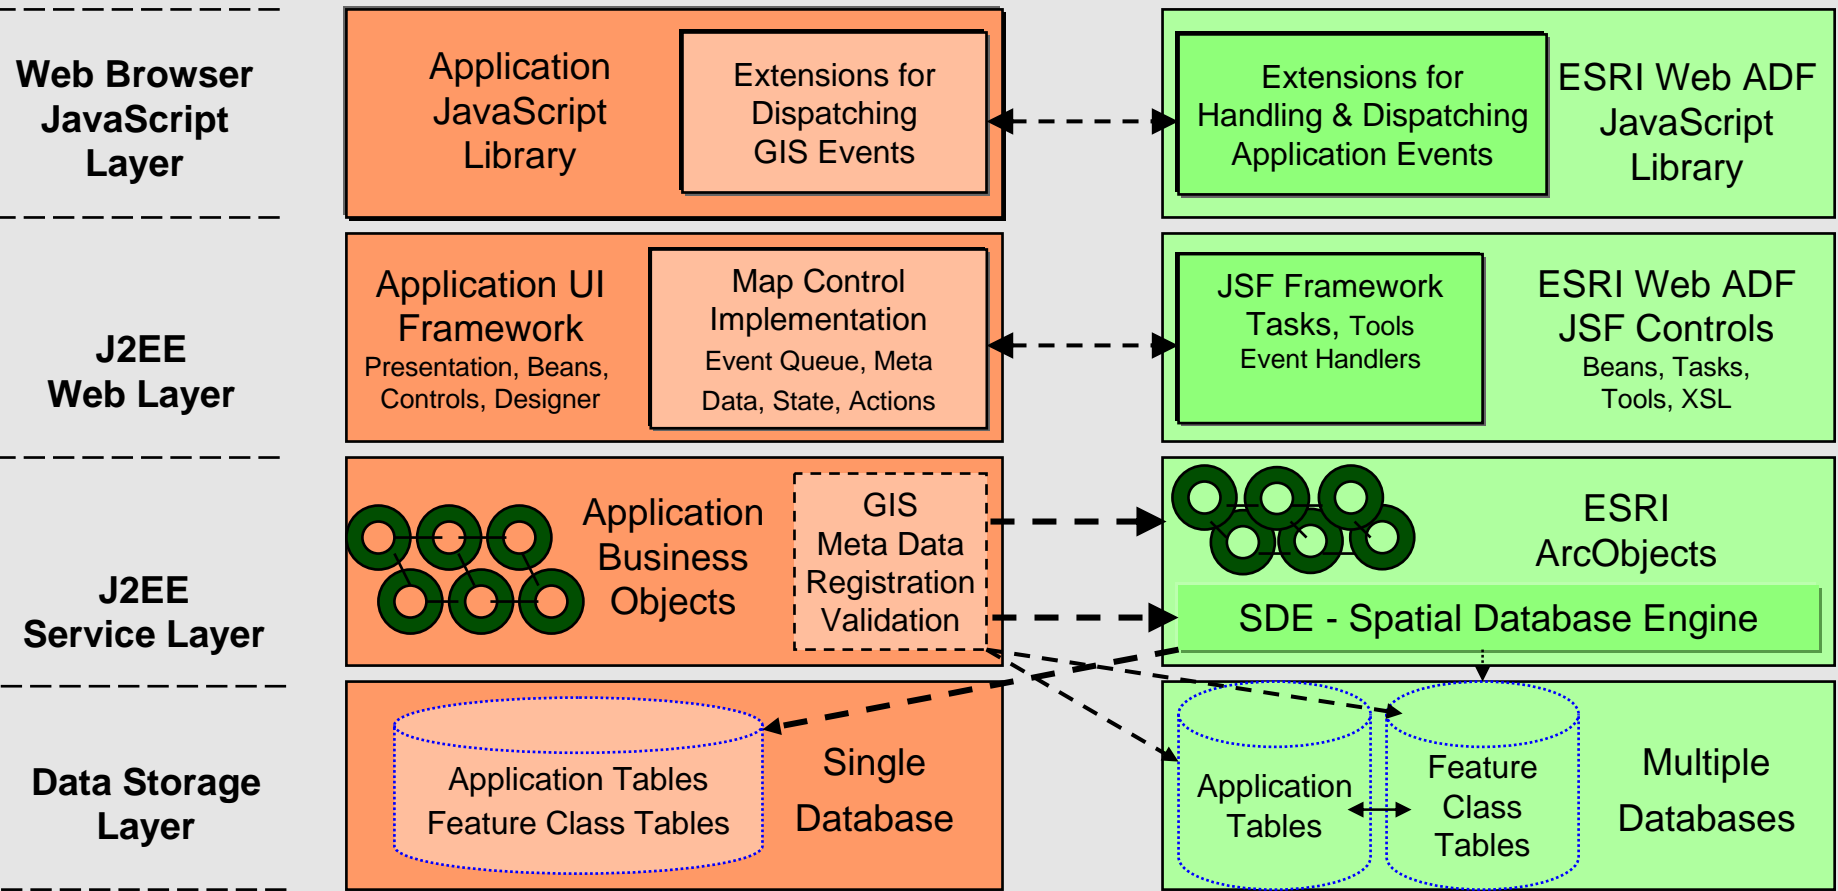 Web Browser
JavaScript
Layer
Application
JavaScript
Library
Extensions for
Dispatching
GIS Events
Extensions for
Handling & Dispatching
Application Events
ESRI Web ADF
JavaScript
Library
J2EE
Web Layer
Application UI
Framework
Presentation, Beans,
Controls, Designer
Map Control
Implementation
Event Queue, Meta
Data, State, Actions
JSF Framework
Tasks, Tools
Event Handlers
ESRI Web ADF
JSF Controls
Beans, Tasks,
Tools, XSL
J2EE
Service Layer
Application
Business
Objects
GIS
Meta Data
Registration
Validation
ESRI
ArcObjects
SDE - Spatial Database Engine
Data Storage
Layer
Application Tables
Feature Class Tables
Single
Database
Application
Tables
Feature
Class
Tables
Multiple
Databases